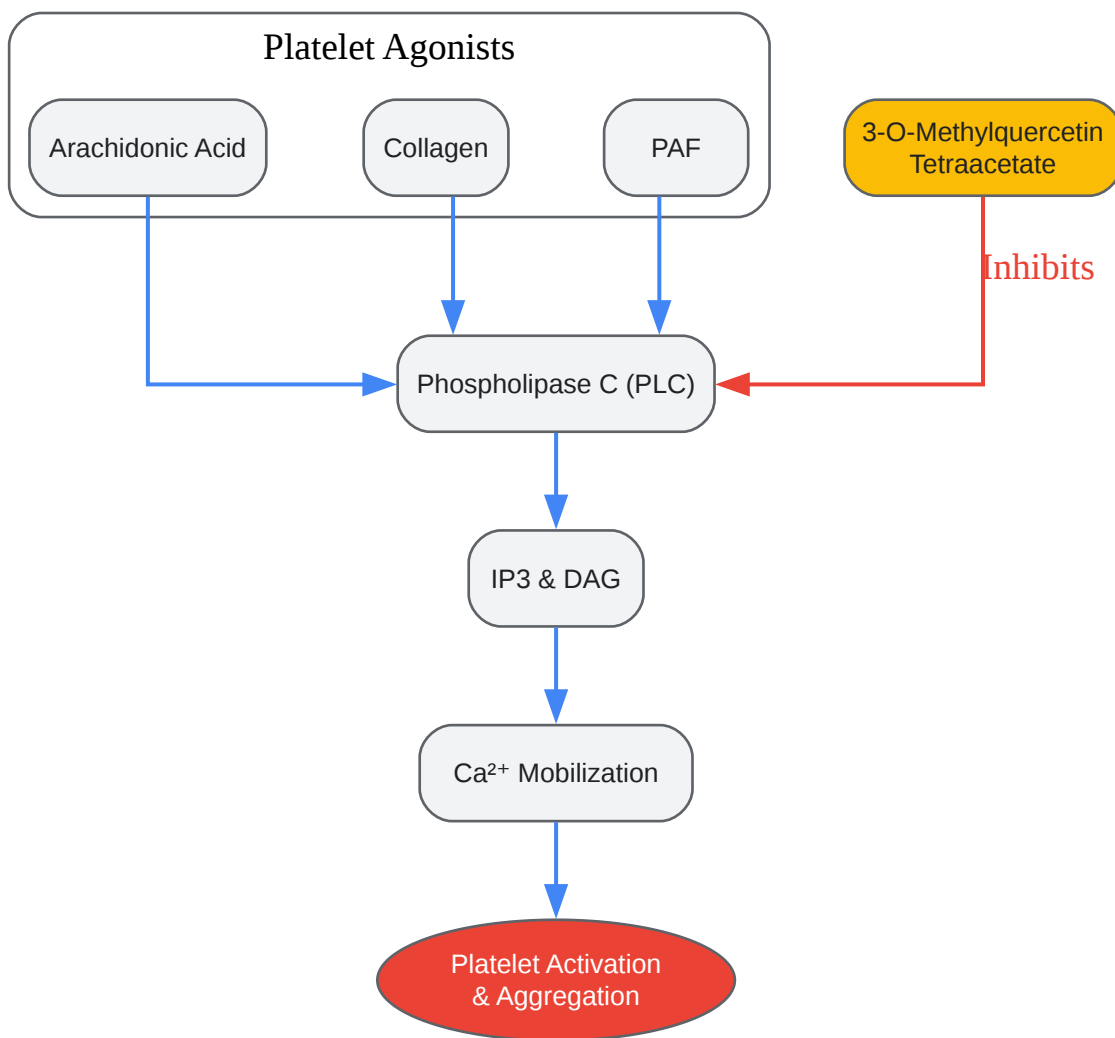 Platelet Agonists
Arachidonic Acid
Collagen
PAF
3-O-Methylquercetin
Tetraacetate
Inhibits
Phospholipase C (PLC)
IP3 & DAG
Ca²⁺ Mobilization
Platelet Activation
& Aggregation